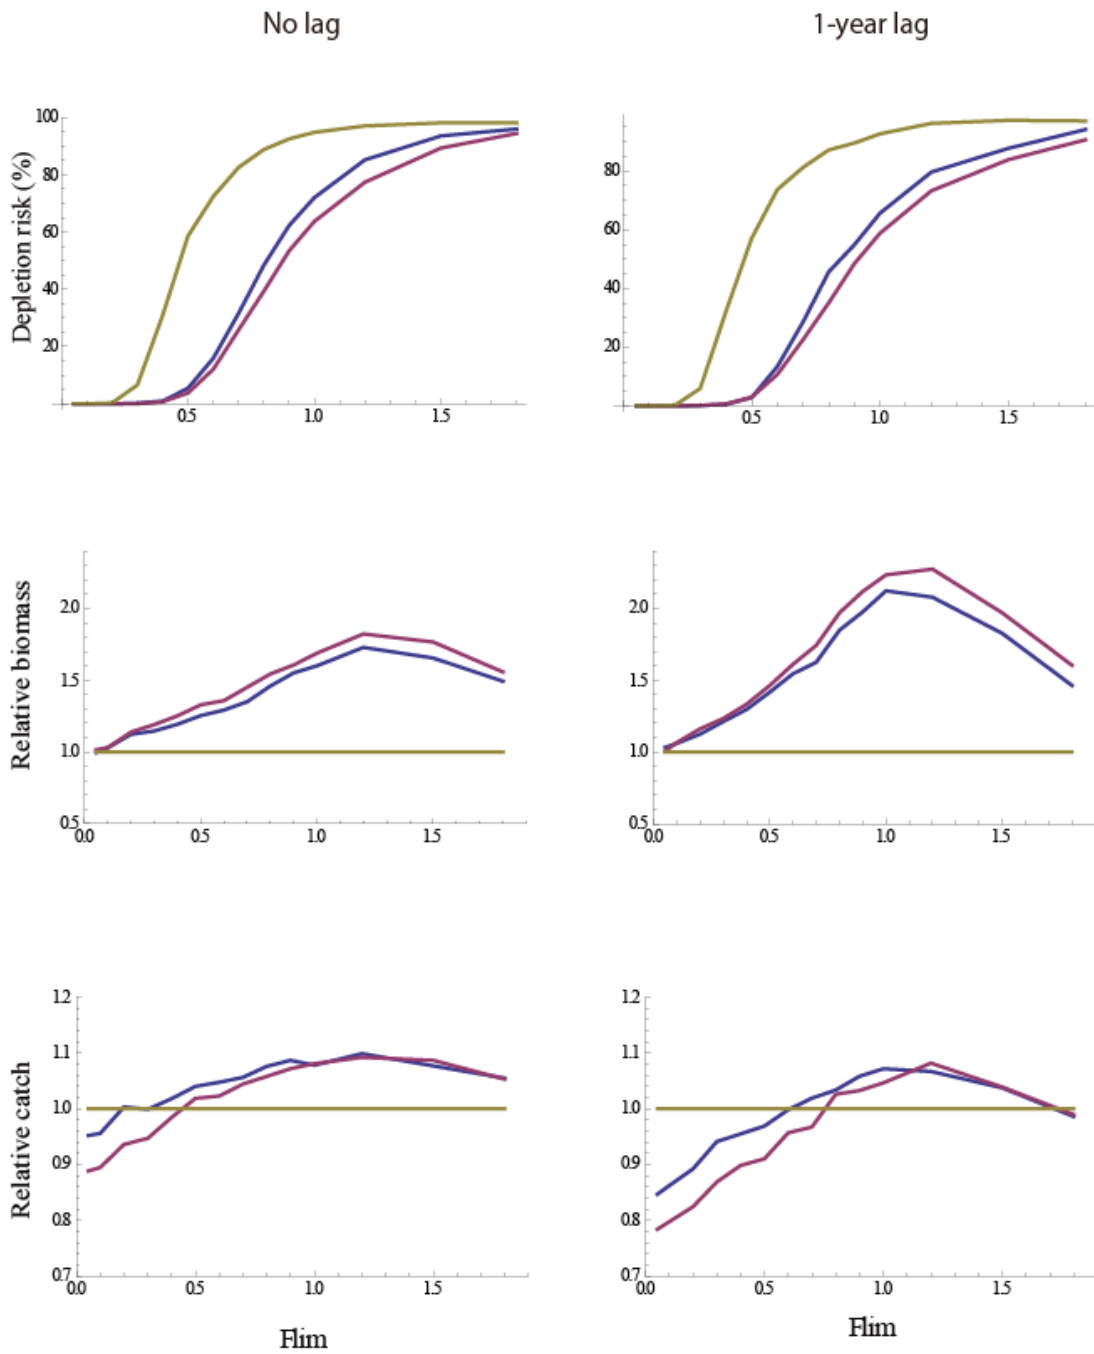 No lag
1-year lag
Depletion risk (%)
100
80
60
40
20
0.5 1.0 1.5
80
60
40
20
0.5 1.0 1.5
Relative biomass
2.0
1.5
1.0
0.5
0.0 0.5 1.0 1.5
2.0
1.5
1.0
0.5
0.0 0.5 1.0 1.5
Relative catch
1.2
1.1
1.0
0.9
0.8
0.7
0.0 0.5 1.0 1.5
Flim
1.2
1.1
1.0
0.9
0.8
0.7
0.0 0.5 1.0 1.5
Flim